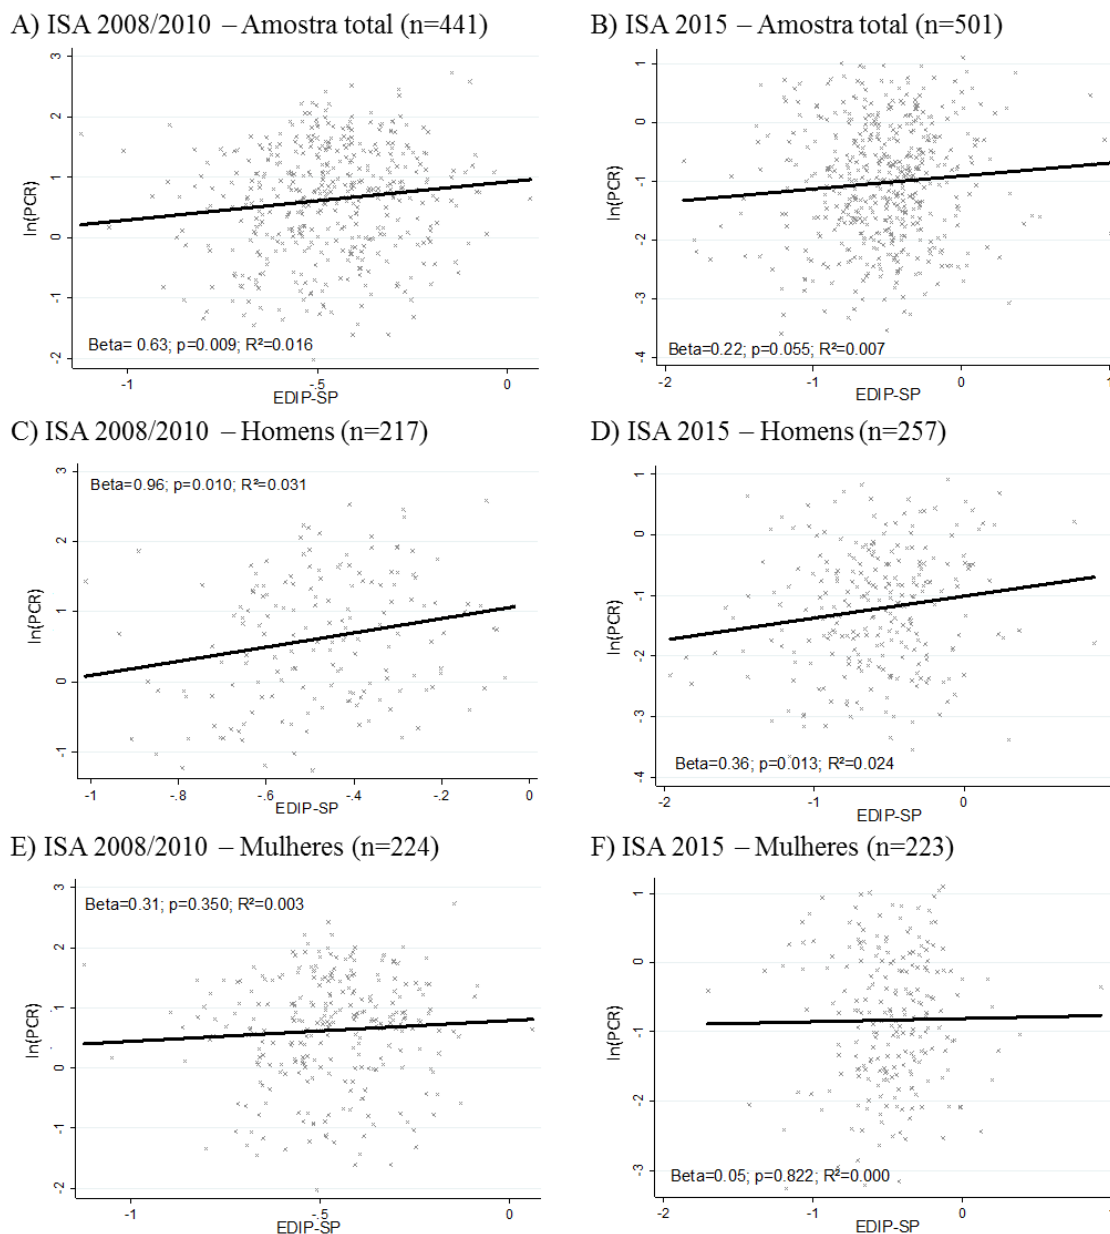 A) ISA 2008/2010 – Amostra total (n=441)
3
2
1
0
-1
-2
ln(PCR)
Beta= 0.63; p=0.009; R²=0.016
-1
-.5
0
EDIP-SP
B) ISA 2015 – Amostra total (n=501)
1
0
-1
-2
-3
-4
ln(PCR)
Beta=0.22; p=0.055; R²=0.007
-2
-1
0
1
EDIP-SP
C) ISA 2008/2010 – Homens (n=217)
3
2
1
0
-1
ln(PCR)
Beta=0.96; p=0.010; R²=0.031
-1
-.8
-.6
-.4
-.2
0
EDIP-SP
D) ISA 2015 – Homens (n=257)
1
0
-1
-2
-3
-4
ln(PCR)
Beta=0.36; p=0.013; R²=0.024
-2
-1
0
1
EDIP-SP
E) ISA 2008/2010 – Mulheres (n=224)
3
2
1
0
-1
-2
ln(PCR)
Beta=0.31; p=0.350; R²=0.003
-1
-.5
0
EDIP-SP
F) ISA 2015 – Mulheres (n=223)
1
0
-1
-2
-3
ln(PCR)
Beta=0.05; p=0.822; R²=0.000
-2
-1
0
1
EDIP-SP